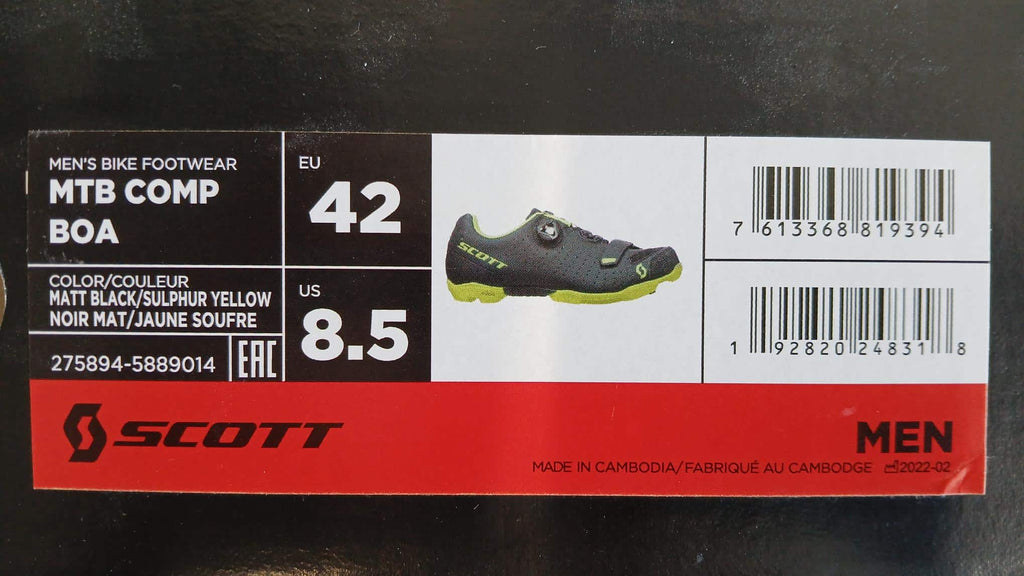 MEN'S BIKE FOOTWEAR
MTB COMP
BOA
COLOR/COULEUR
MATT BLACK/SULPHUR YELLOW
NOIR MAT/JAUNE SOUFRE
275894-5889014
EAC
EU
42
US
8.5
SCOTT
7 613368 819394
1 92820 24831 8
SCOTT
MEN
MADE IN CAMBODIA/FABRIQUÉ AU CAMBODGE 2022-02